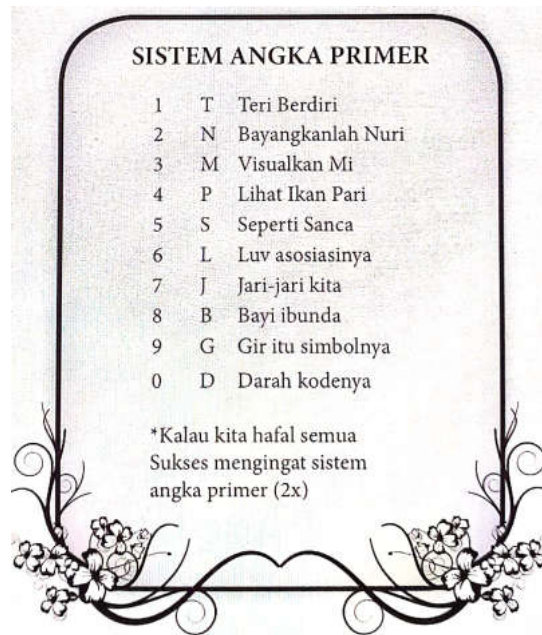 SISTEM ANGKA PRIMER
1 T Teri Berdiri
2 N Bayangkanlah Nuri
3 M Visualkan Mi
4 P Lihat Ikan Pari
5 S Seperti Sanca
6 L Luv asosiasinya
7 J Jari-jari kita
8 B Bayi ibunda
9 G Gir itu simbolnya
0 D Darah kodenya
*Kalau kita hafal semua
Sukses mengingat sistem
angka primer (2x)